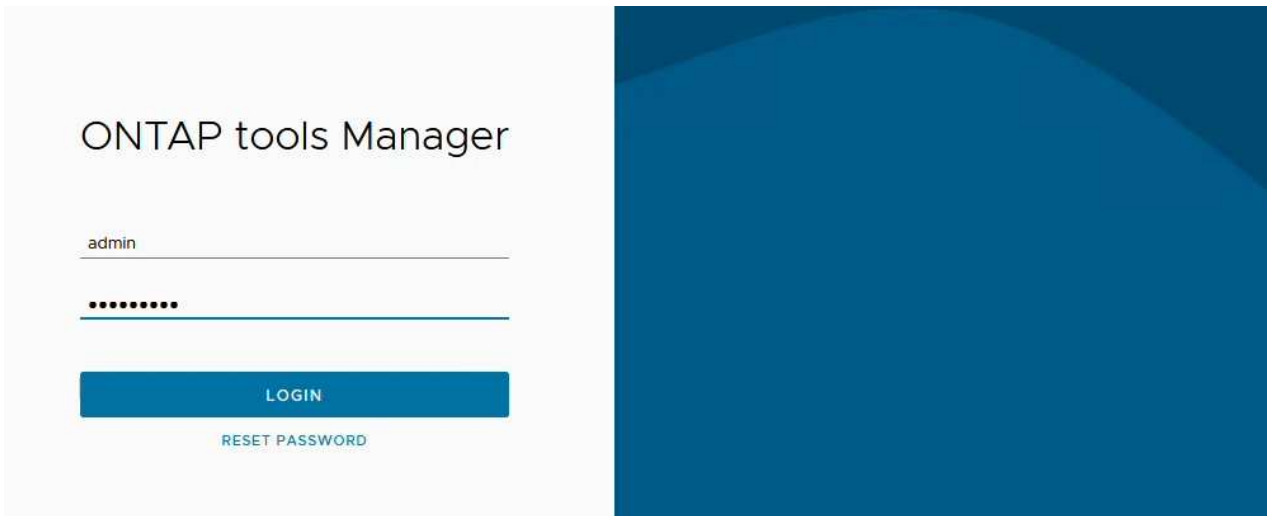 ONTAP tools Manager
admin
•••••••••
LOGIN
RESET PASSWORD